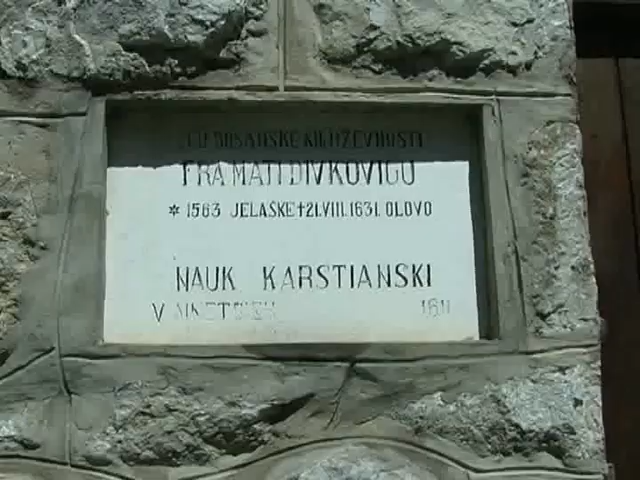 BOSANSKE KNJIŽEVNOSTI
FRA MATI DIVKOVIĆU
* 1563 JELAŠKE † 21.VIII.1631. OLOVO
NAUK KARSTIANSKI
1611